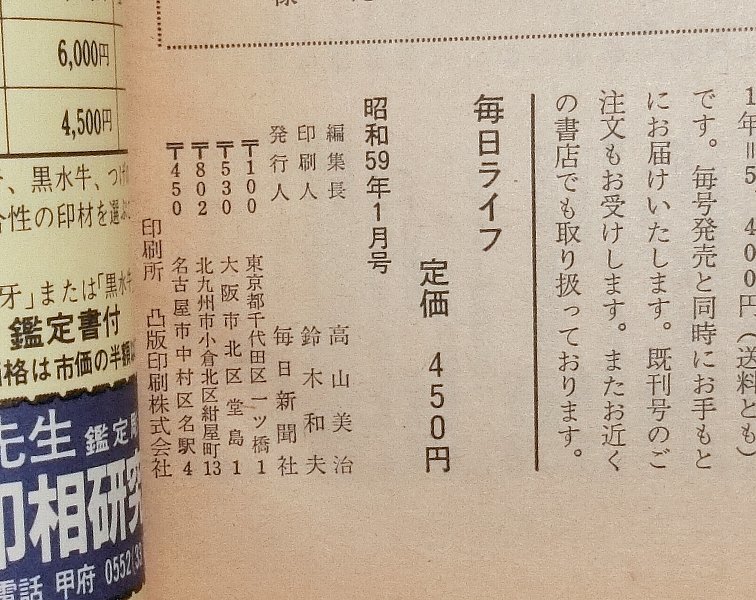 1年=5,400円(送料とも)
です。毎号発売と同時にお手もと
にお届けいたします。既刊号のご
注文もお受けします。またお近く
の書店でも取り扱っております。
毎日ライフ
定価 450円
昭和59年1月号
編集長 高山美治
印刷人 鈴木和夫
発行人 毎日新聞社
〒100 東京都千代田区一ツ橋1
〒530 大阪市北区堂島1
〒802 北九州市小倉北区紺屋町13
〒450 名古屋市中村区名駅4
印刷所 凸版印刷株式会社
6,000円
4,500円
、黒水牛、つげ
合性の印材を選
牙」または「黒水牛
鑑定書付
格は市価の半額
先生 鑑定
印相研究
電話 甲府 0552